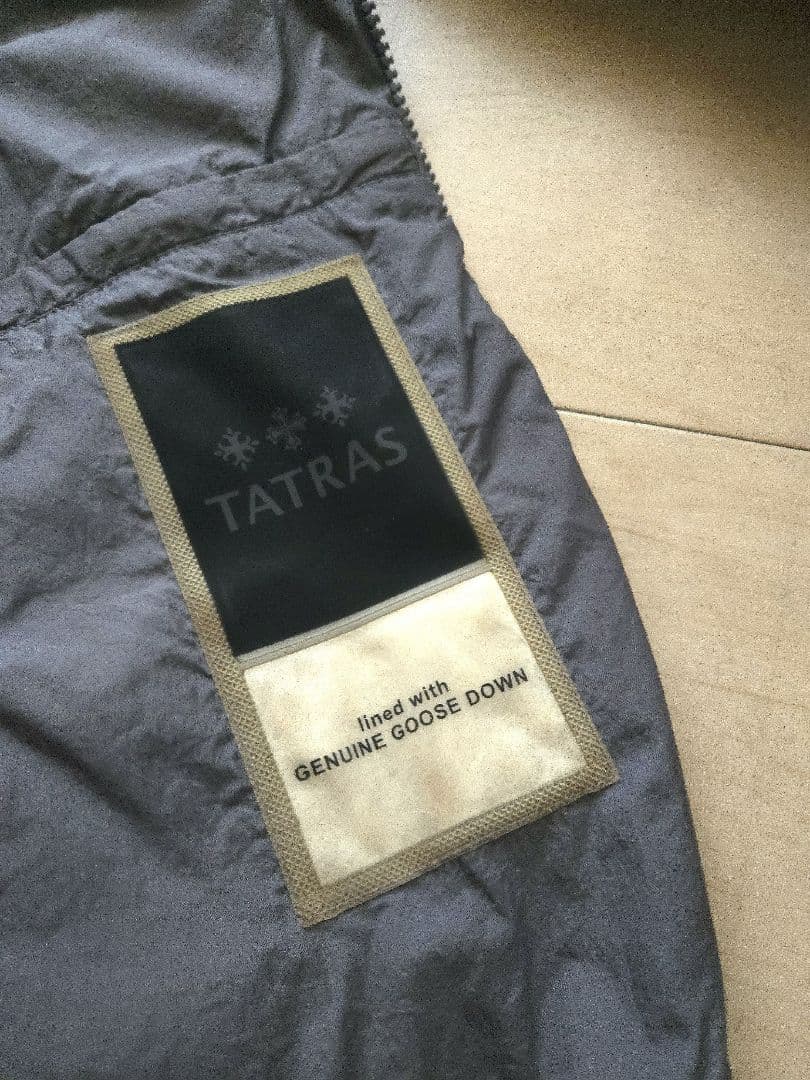 TATRAS
lined with
GENUINE GOOSE DOWN